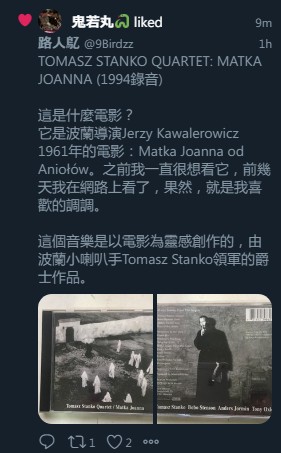 鬼若丸 liked
9m
路人鴕 @9Birdzz
1h
TOMASZ STANKO QUARTET: MATKA
JOANNA (1994錄音)
這是什麼電影？
它是波蘭導演Jerzy Kawalerowicz
1961年的電影：Matka Joanna od
Aniołów。之前我一直很想看它，前幾
天我在網路上看了，果然，就是我喜
歡的調調。
這個音樂是以電影為靈感創作的，由
波蘭小喇叭手Tomasz Stanko領軍的爵
士作品。
Tomasz Stanko Quartet / Matka Joanna
Tomasz Stanko Bobo Stenson Anders Jormin Tony Oxl
1
2